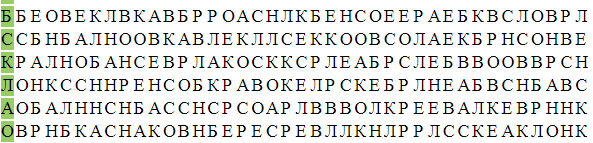 Б Б Е О В Е К Л В К А В Б Р Р О А С Н Л К Б Е Н С О Е Е Р А Е Б К В С Л О В Р Л
С С Б Н Б А Л Н О О В К А В Л Е К Л Л С Е К К О О В С О Л А Е К Б Р Н С О Н В Е
К Р А Л Н О Б А Н С Е В Р Л А К О С К К С Р Л Е А Б Р С Л Е Б В В О О В В Р С Н
Л О Н К С С Н Н Р Е Н С О Б К Р А В О К Е Л Р С К Е Б Р Л Н Е А Б В С Н Б А В С
А О Б А Л Н Н С Н Б А С С Н С Р С О А Р Л В В В О Л К Р Е Е В А Л К Е В Р Н Н К
О В Р Н Б К А С Н А К О В Н Б Е Р Е С Р Е В Л Л К Н Л Р Р Л С С К Е А К Л О Н К